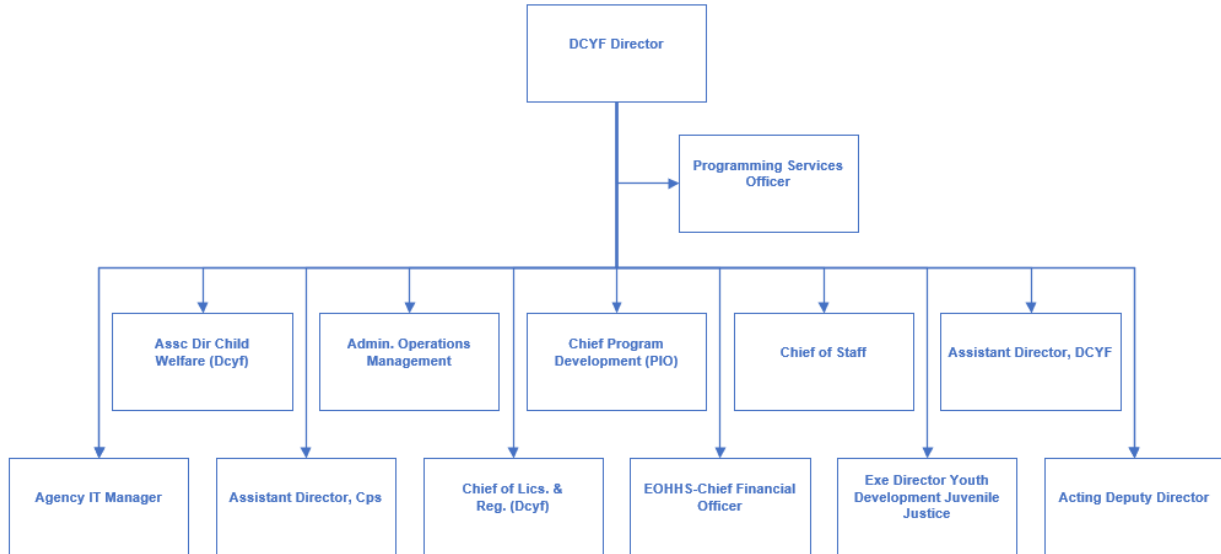 DCYF Director
Programming Services
Officer
Assc Dir Child
Welfare (Dcyf)
Admin. Operations
Management
Chief Program
Development (PIO)
Chief of Staff
Assistant Director, DCYF
Agency IT Manager
Assistant Director, Cps
Chief of Lics. &
Reg. (Dcyf)
EOHHS-Chief Financial
Officer
Exe Director Youth
Development Juvenile
Justice
Acting Deputy Director